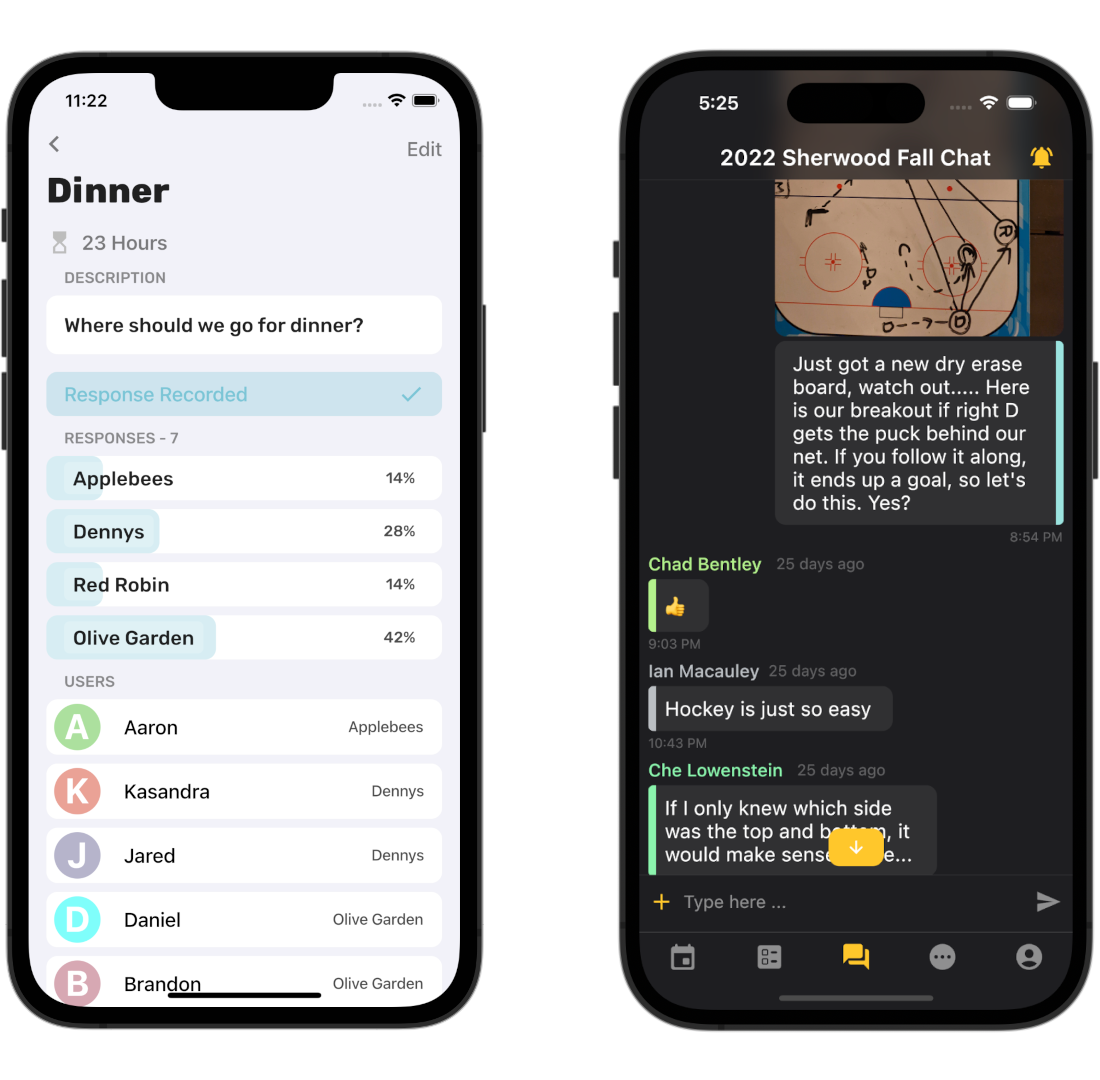 11:22
Edit
Dinner
23 Hours
DESCRIPTION
Where should we go for dinner?
Response Recorded
RESPONSES - 7
Applebees 14%
Dennys 28%
Red Robin 14%
Olive Garden 42%
USERS
A Aaron Applebees
K Kasandra Dennys
J Jared Dennys
D Daniel Olive Garden
B Brandon Olive Garden
5:25
2022 Sherwood Fall Chat
R
C
D
D
Just got a new dry erase
board, watch out..... Here
is our breakout if right D
gets the puck behind our
net. If you follow it along,
it ends up a goal, so let's
do this. Yes?
8:54 PM
Chad Bentley 25 days ago
9:03 PM
Ian Macauley 25 days ago
Hockey is just so easy
10:43 PM
Che Lowenstein 25 days ago
If I only knew which side
was the top and bottom, it
would make sense
Type here ...